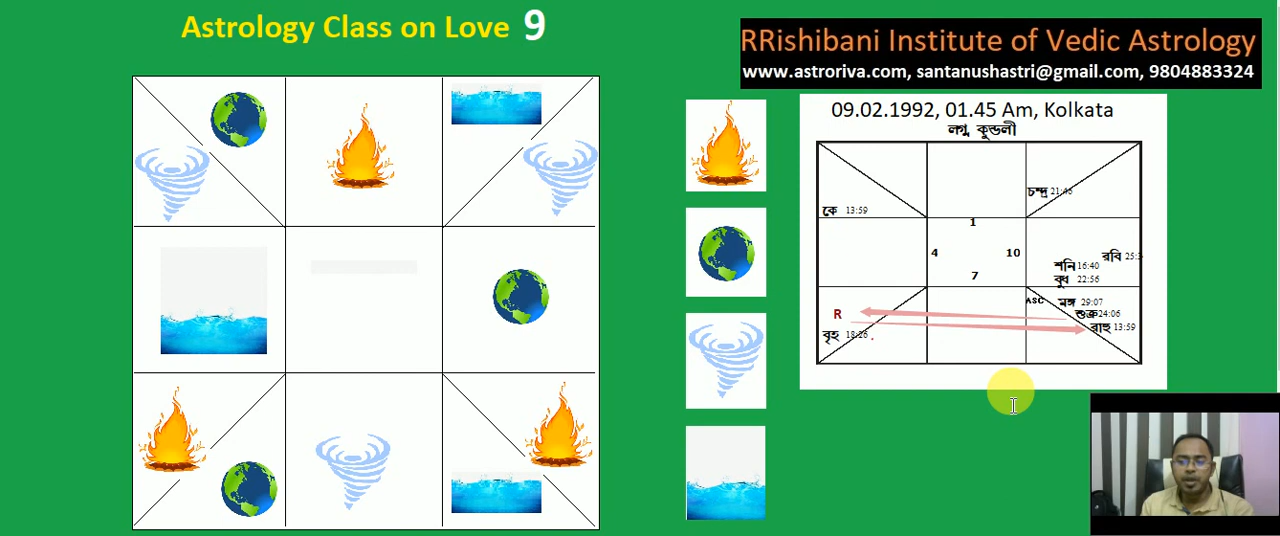 Astrology Class on Love 9
RRishibani Institute of Vedic Astrology
www.astroriva.com, santanushastri@gmail.com, 9804883324
09.02.1992, 01.45 Am, Kolkata
লগ্ন কুন্ডলী
চন্দ্র 21:45
কে 13:59
1
4
10
7
রবি
শনি 16:40
বুধ 22:56
ASC
মঙ্গ 29:07
শুক্র 24:06
রাহু 13:59
R
বৃহ 18:26